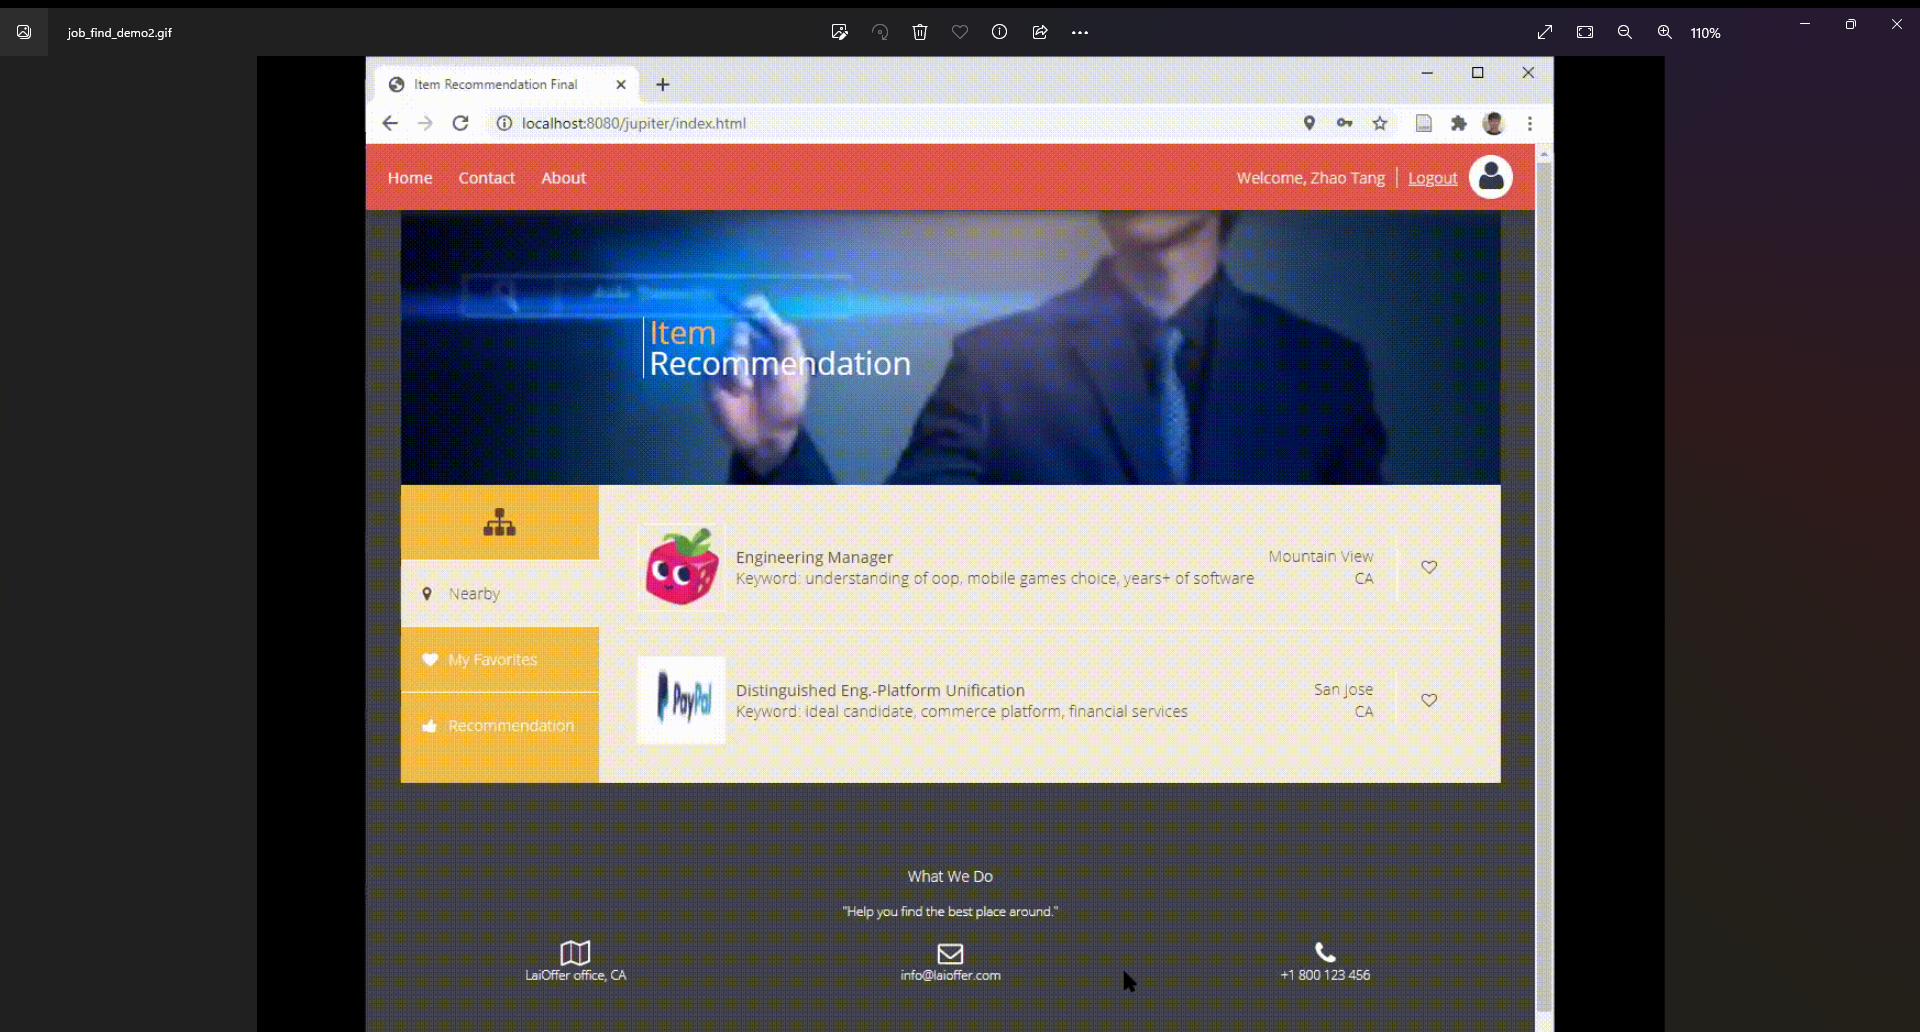 job_find_demo2.gif
110%
Item Recommendation Final
localhost:8080/jupiter/index.html
Home Contact About
Welcome, Zhao Tang Logout
Item
Recommendation
Engineering Manager
Keyword: understanding of oop, mobile games choice, years+ of software
Mountain View
CA
Nearby
My Favorites
Recommendation
PayPal
Distinguished Eng.-Platform Unification
Keyword: ideal candidate, commerce platform, financial services
San Jose
CA
What We Do
"Help you find the best place around."
LaiOffer office, CA
info@laioffer.com
+1 800 123 456